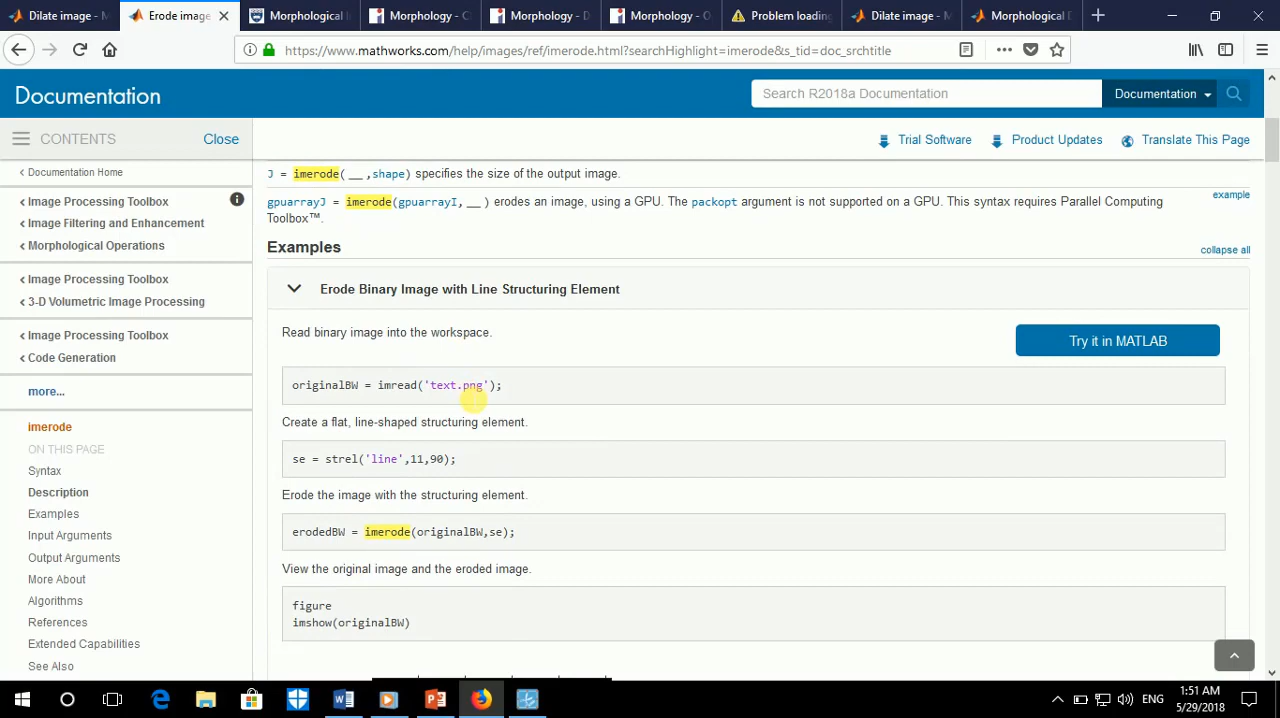 Dilate image - M
Erode image
Morphological I
Morphology - C
Morphology - D
Morphology - O
Problem loading
Dilate image - M
Morphological D
https://www.mathworks.com/help/images/ref/imerode.html?searchHighlight=imerode&s_tid=doc_srchtitle
Documentation
Search R2018a Documentation
Documentation
CONTENTS
Close
Trial Software
Product Updates
Translate This Page
Documentation Home
Image Processing Toolbox
Image Filtering and Enhancement
Morphological Operations
Image Processing Toolbox
3-D Volumetric Image Processing
Image Processing Toolbox
Code Generation
more...
imerode
ON THIS PAGE
Syntax
Description
Examples
Input Arguments
Output Arguments
More About
Algorithms
References
Extended Capabilities
See Also
J = imerode( __ ,shape) specifies the size of the output image.
gpuarrayJ = imerode(gpuarrayI, __ ) erodes an image, using a GPU. The packopt argument is not supported on a GPU. This syntax requires Parallel Computing
Toolbox™.
example
Examples
collapse all
Erode Binary Image with Line Structuring Element
Read binary image into the workspace.
Try it in MATLAB
originalBW = imread('text.png');
Create a flat, line-shaped structuring element.
se = strel('line',11,90);
Erode the image with the structuring element.
erodedBW = imerode(originalBW,se);
View the original image and the eroded image.
figure
imshow(originalBW)
ENG
1:51 AM
5/29/2018